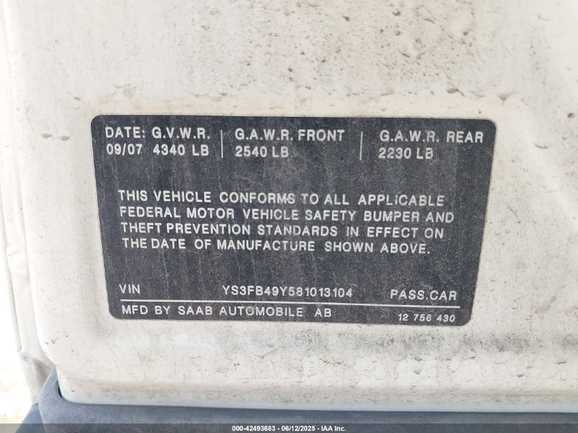 DATE: G.V.W.R. G.A.W.R. FRONT G.A.W.R. REAR
09/07 4340 LB 2540 LB 2230 LB
THIS VEHICLE CONFORMS TO ALL APPLICABLE
FEDERAL MOTOR VEHICLE SAFETY BUMPER AND
THEFT PREVENTION STANDARDS IN EFFECT ON
THE DATE OF MANUFACTURE SHOWN ABOVE.
VIN YS3FB49Y581013104 PASS.CAR
MFD BY SAAB AUTOMOBILE AB 12 756 430
000-42493683 - 06/12/2025 - IAA Inc.